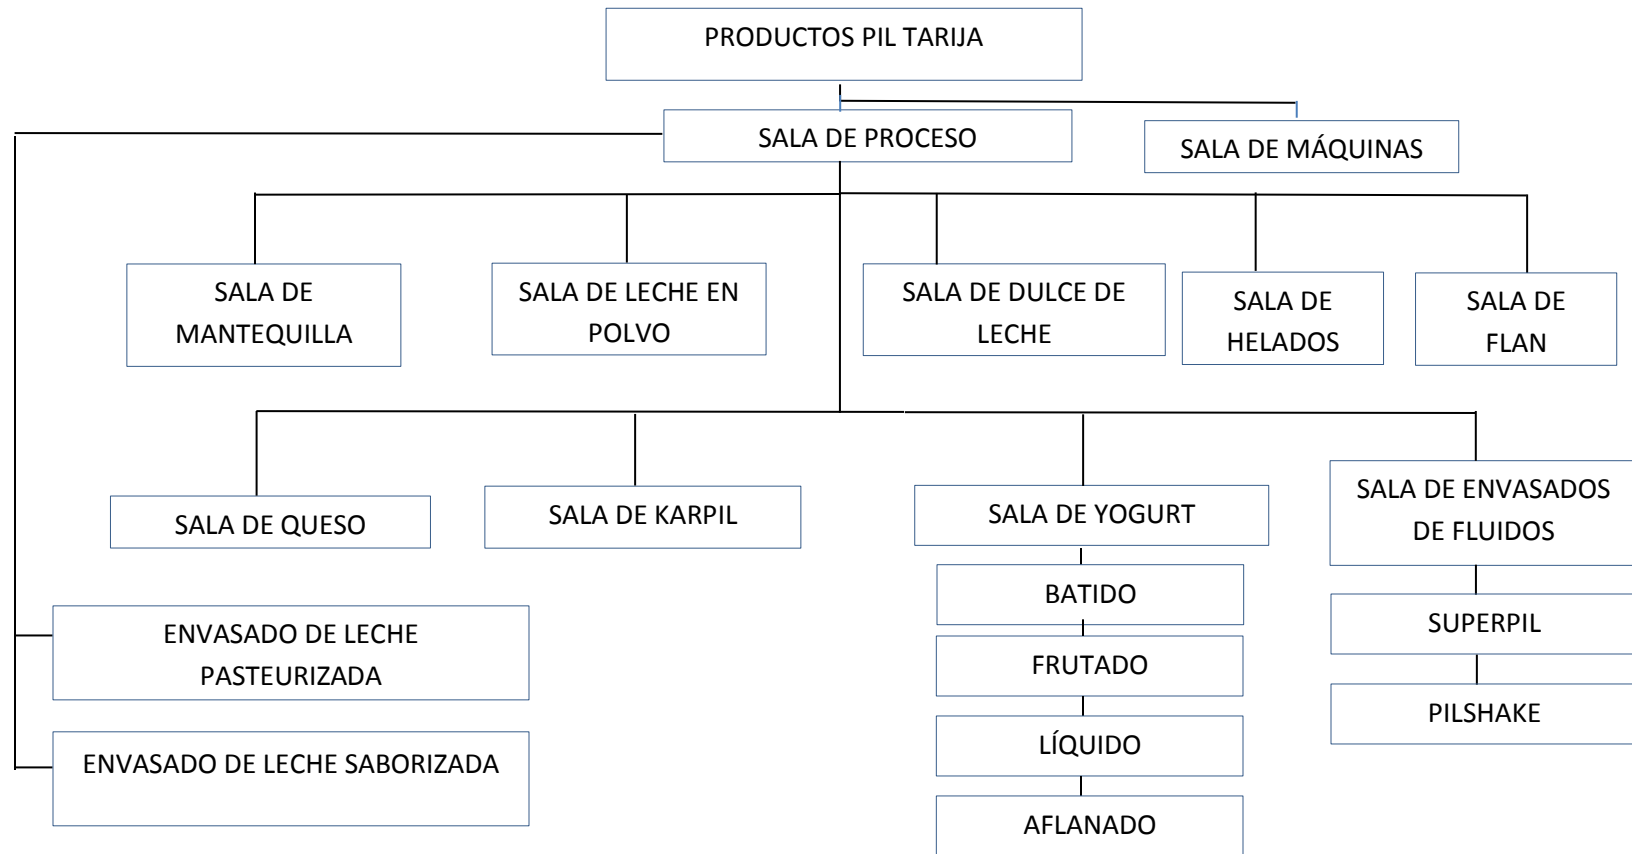 PRODUCTOS PIL TARIJA
SALA DE PROCESO
SALA DE MÁQUINAS
SALA DE
MANTEQUILLA
SALA DE LECHE EN
POLVO
SALA DE DULCE DE
LECHE
SALA DE
HELADOS
SALA DE
FLAN
SALA DE QUESO
SALA DE KARPIL
SALA DE YOGURT
SALA DE ENVASADOS
DE FLUIDOS
BATIDO
FRUTADO
LÍQUIDO
AFLANADO
SUPERPIL
PILSHAKE
ENVASADO DE LECHE
PASTEURIZADA
ENVASADO DE LECHE SABORIZADA